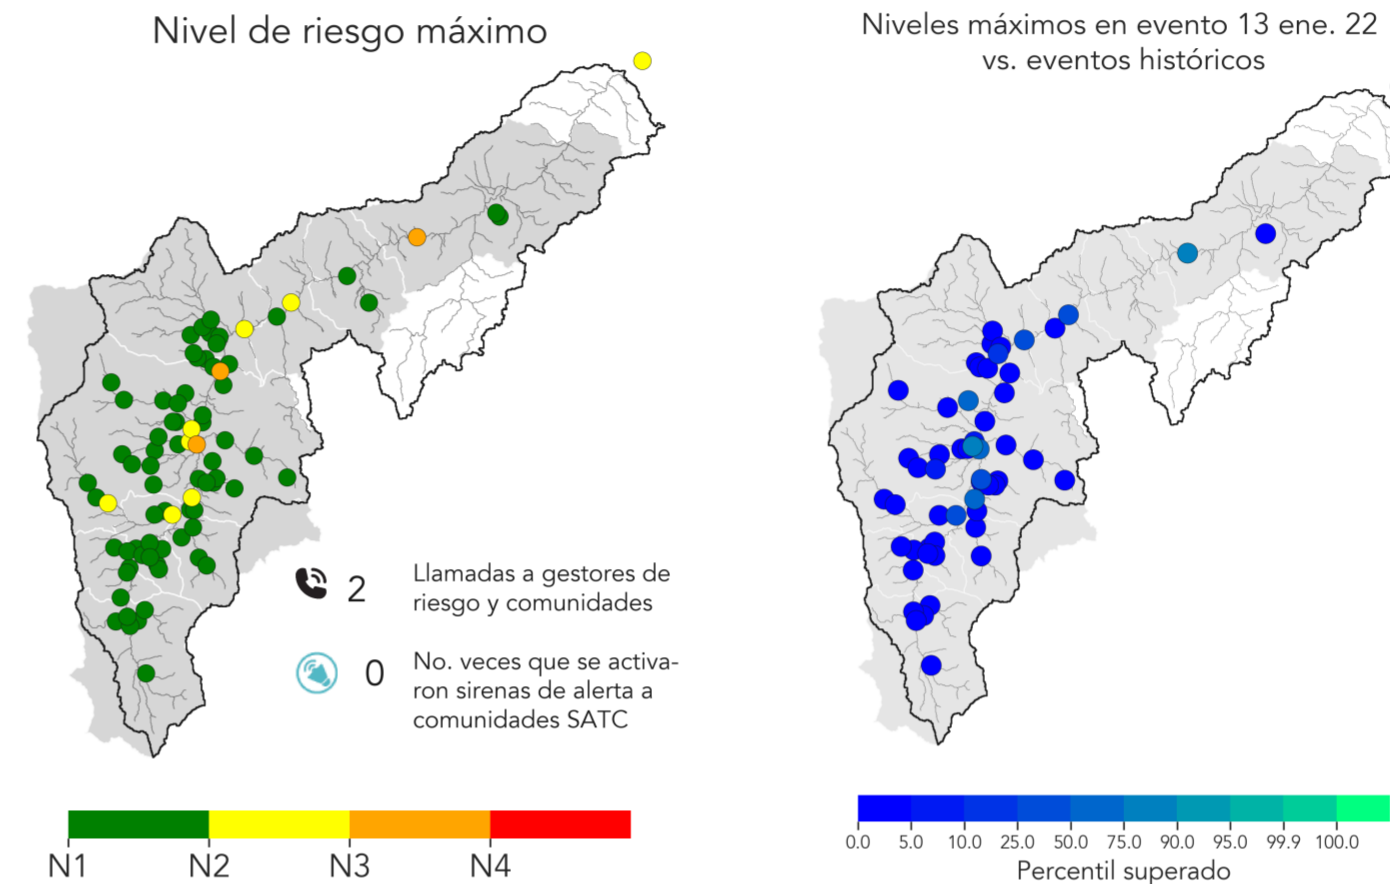 Nivel de riesgo máximo
2
Llamadas a gestores de
riesgo y comunidades
0
No. veces que se activa-
ron sirenas de alerta a
comunidades SATC
N1 N2 N3 N4
Niveles máximos en evento 13 ene. 22
vs. eventos históricos
0.0 5.0 10.0 25.0 50.0 75.0 90.0 95.0 99.9 100.0
Percentil superado